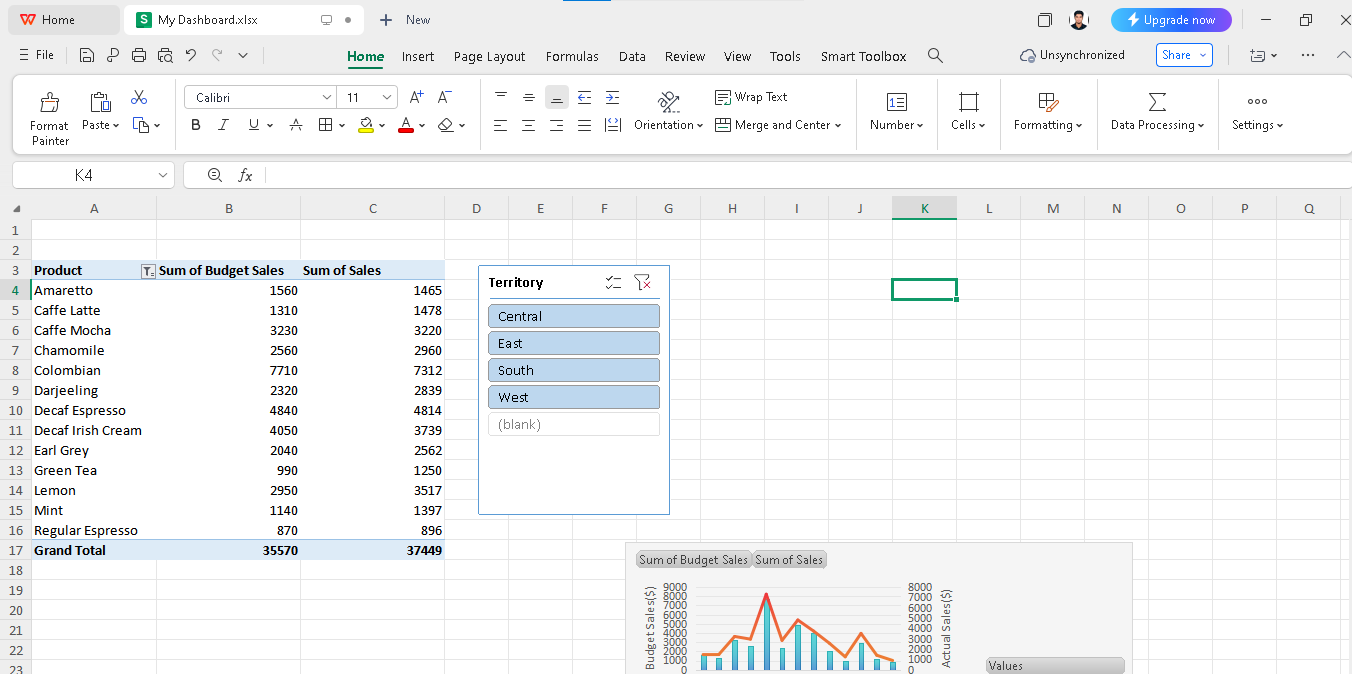 Home My Dashboard.xlsx New Upgrade now
File Home Insert Page Layout Formulas Data Review View Tools Smart Toolbox Unsynchronized Share
Format Painter Paste Calibri 11 A+ A- Wrap Text
B I U A A Orientation Merge and Center Number Cells Formatting Data Processing Settings
K4 fx
A B C D E F G H I J K L M N O P Q
1
2
3 Product Sum of Budget Sales Sum of Sales
4 Amaretto 1560 1465
5 Caffe Latte 1310 1478
6 Caffe Mocha 3230 3220
7 Chamomile 2560 2960
8 Colombian 7710 7312
9 Darjeeling 2320 2839
10 Decaf Espresso 4840 4814
11 Decaf Irish Cream 4050 3739
12 Earl Grey 2040 2562
13 Green Tea 990 1250
14 Lemon 2950 3517
15 Mint 1140 1397
16 Regular Espresso 870 896
17 Grand Total 35570 37449
18
19
20
21
22
23
Territory
Central
East
South
West
(blank)
Sum of Budget Sales Sum of Sales
Budget Sales($)
9000
8000
7000
6000
5000
4000
3000
2000
1000
0
8000
7000
6000
5000
4000
3000
2000
1000
0
Actual Sales($)
Values